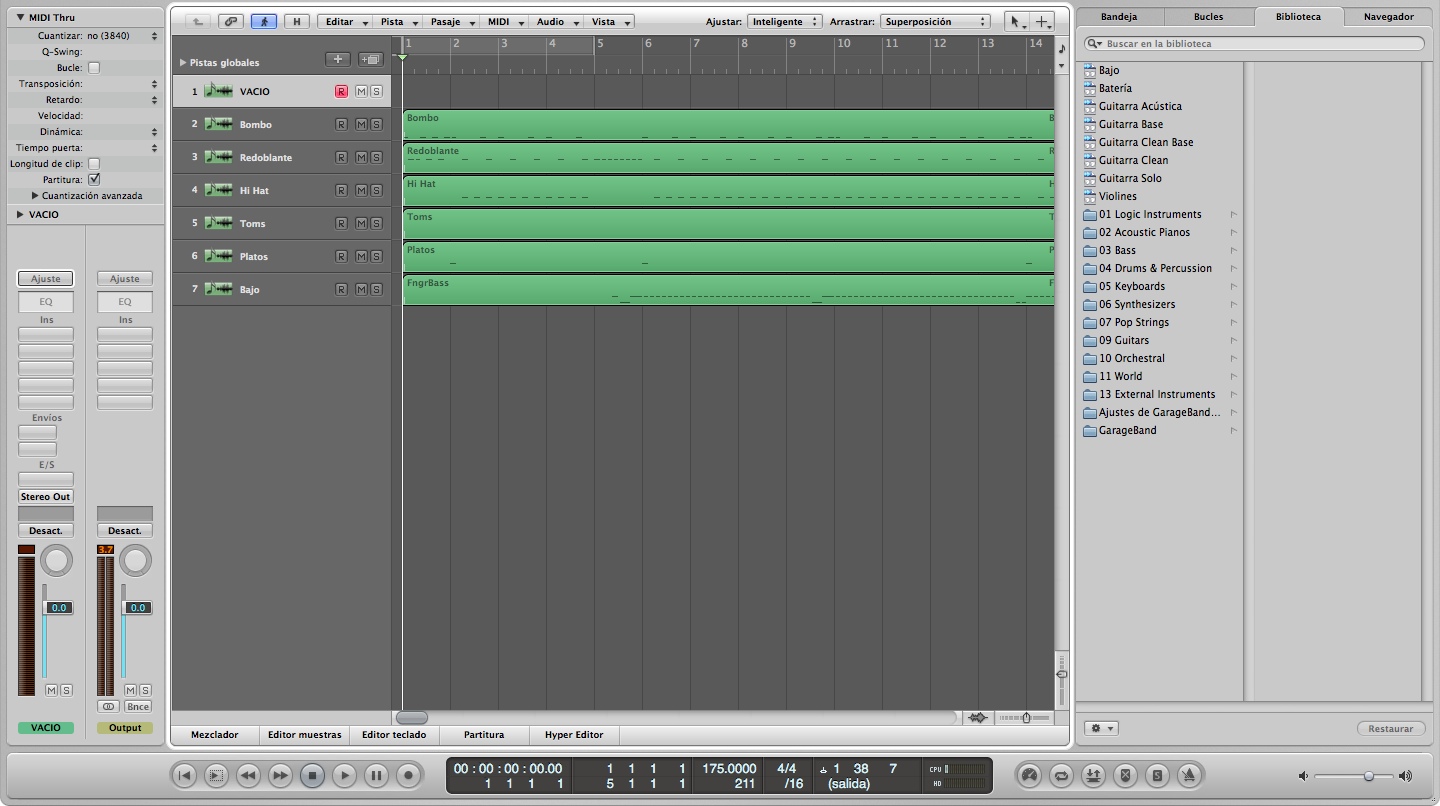 MIDI Thru
Cuantizar: no (3840)
Q-Swing:
Bucle:
Transposición:
Retardo:
Velocidad:
Dinámica:
Tiempo puerta:
Longitud de clip:
Partitura:
Cuantización avanzada
VACIO
Ajuste Ajuste
EQ EQ
Ins Ins
Envíos
E/S
Stereo Out
Desact. Desact.
3.7
0.0 0.0
M S M S
Bnce
VACIO Output
H Editar Pista Pasaje MIDI Audio Vista Ajustar: Inteligente Arrastrar: Superposición
1 2 3 4 5 6 7 8 9 10 11 12 13 14
Pistas globales
1 VACIO R M S
2 Bombo R M S
3 Redoblante R M S
4 Hi Hat R M S
5 Toms R M S
6 Platos R M S
7 Bajo R M S
Bombo B
Redoblante R
Hi Hat H
Toms T
Platos P
FngrBass F
Mezclador Editor muestras Editor teclado Partitura Hyper Editor
Bandeja Bucles Biblioteca Navegador
Buscar en la biblioteca
Bajo
Batería
Guitarra Acústica
Guitarra Base
Guitarra Clean Base
Guitarra Clean
Guitarra Solo
Violines
01 Logic Instruments
02 Acoustic Pianos
03 Bass
04 Drums & Percussion
05 Keyboards
06 Synthesizers
07 Pop Strings
09 Guitars
10 Orchestral
11 World
13 External Instruments
Ajustes de GarageBand...
GarageBand
Restaurar
00 : 00 : 00 : 00.00 1 1 1 1 175.0000 4/4 1 38 7 CPU
1 1 1 1 5 1 1 1 211 /16 (salida) HD
S